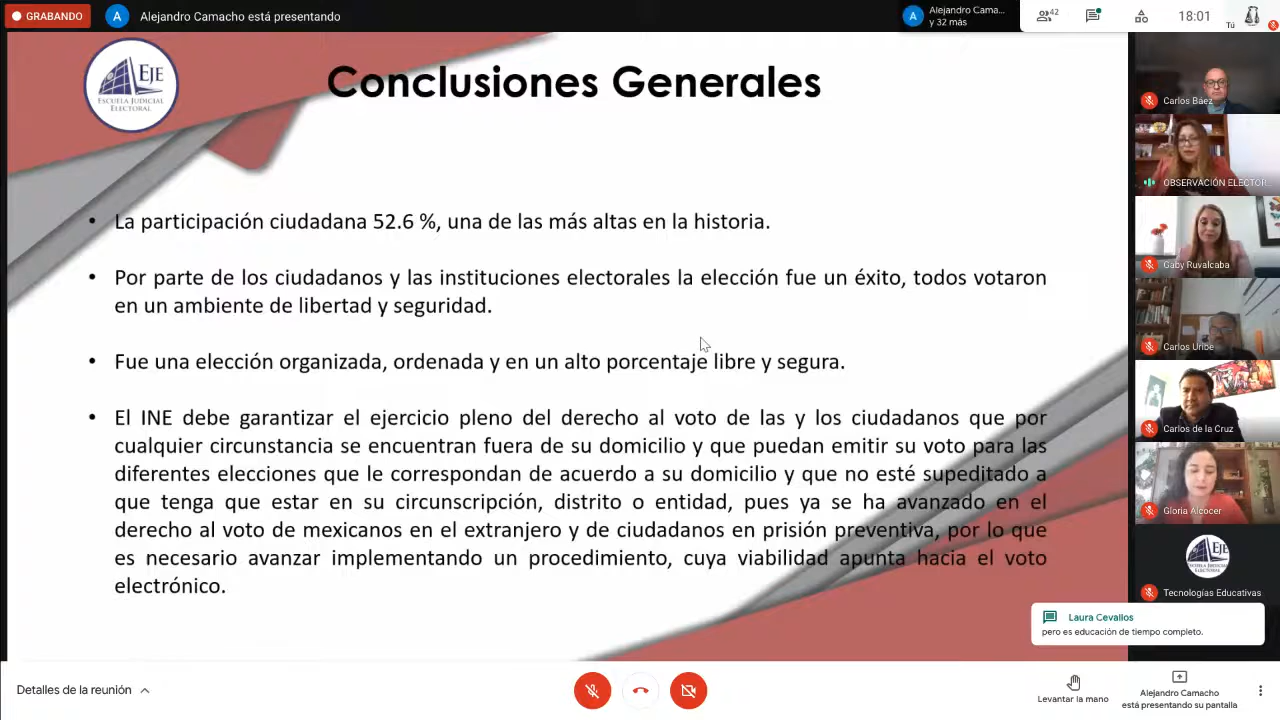 GRABANDO
A
Alejandro Camacho está presentando
A
Alejandro Cama...
y 32 más
42
18:01
Tú
EJE
ESCUELA JUDICIAL
ELECTORAL
Conclusiones Generales
• La participación ciudadana 52.6 %, una de las más altas en la historia.
• Por parte de los ciudadanos y las instituciones electorales la elección fue un éxito, todos votaron
en un ambiente de libertad y seguridad.
• Fue una elección organizada, ordenada y en un alto porcentaje libre y segura.
• El INE debe garantizar el ejercicio pleno del derecho al voto de las y los ciudadanos que por
cualquier circunstancia se encuentran fuera de su domicilio y que puedan emitir su voto para las
diferentes elecciones que le correspondan de acuerdo a su domicilio y que no esté supeditado a
que tenga que estar en su circunscripción, distrito o entidad, pues ya se ha avanzado en el
derecho al voto de mexicanos en el extranjero y de ciudadanos en prisión preventiva, por lo que
es necesario avanzar implementando un procedimiento, cuya viabilidad apunta hacia el voto
electrónico.
Carlos Báez
OBSERVACIÓN ELECTOR...
Gaby Ruvalcaba
Carlos Uribe
Carlos de la Cruz
Gloria Alcocer
EJE
Tecnologías Educativas
Laura Cevallos
pero es educación de tiempo completo.
Detalles de la reunión
Levantar la mano
Alejandro Camacho
está presentando su pantalla